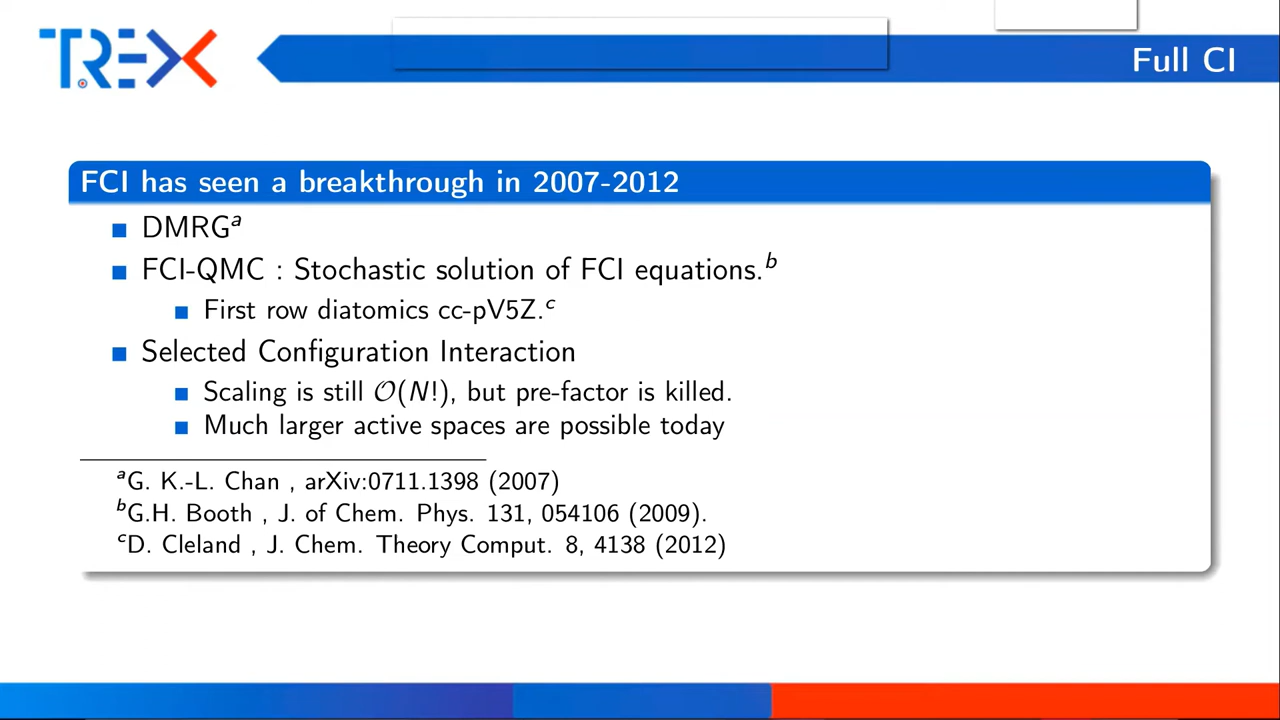 TREX
Full CI
FCI has seen a breakthrough in 2007-2012
DMRGᵃ
FCI-QMC : Stochastic solution of FCI equations.ᵇ
First row diatomics cc-pV5Z.ᶜ
Selected Configuration Interaction
Scaling is still 𝒪(N!), but pre-factor is killed.
Much larger active spaces are possible today
ᵃG. K.-L. Chan , arXiv:0711.1398 (2007)
ᵇG.H. Booth , J. of Chem. Phys. 131, 054106 (2009).
ᶜD. Cleland , J. Chem. Theory Comput. 8, 4138 (2012)